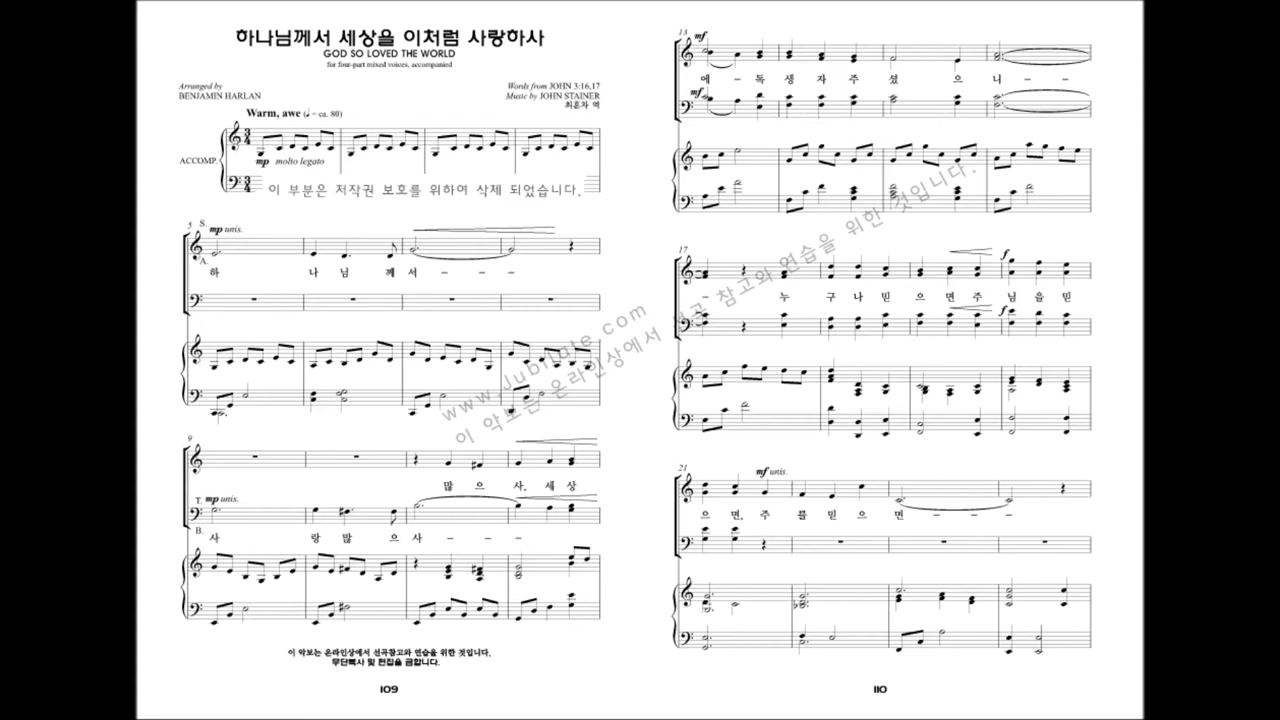 하나님께서 세상을 이처럼 사랑하사
GOD SO LOVED THE WORLD
for four-part mixed voices, accompanied
Arranged by
BENJAMIN HARLAN
Words from JOHN 3:16,17
Music by JOHN STAINER
최훈차 역
Warm, awe (♩ = ca. 80)
ACCOMP.
mp molto legato
이 부분은 저작권 보호를 위하여 삭제 되었습니다.
5
S.
mp unis.
A.
하 나 님 께 서 - - - -
9
많 으 사, 세 상
T.
mp unis.
B.
사 랑 많 으 사 - - - -
이 악보는 온라인상에서 선곡참고와 연습을 위한 것입니다.
무단복사 및 편집을 금합니다.
109
www.Jubilate.com
이 악보는 온라인상에서 선곡 참고와 연습을 위한 것입니다.
13
mf
에 - 독 생 자 주 셨 으 니 - -
mf
17
f
- 누 구 나 믿 으 면 주 님 을 믿
f
21
mf unis.
으 면, 주 를 믿 으 면 - - - -
110